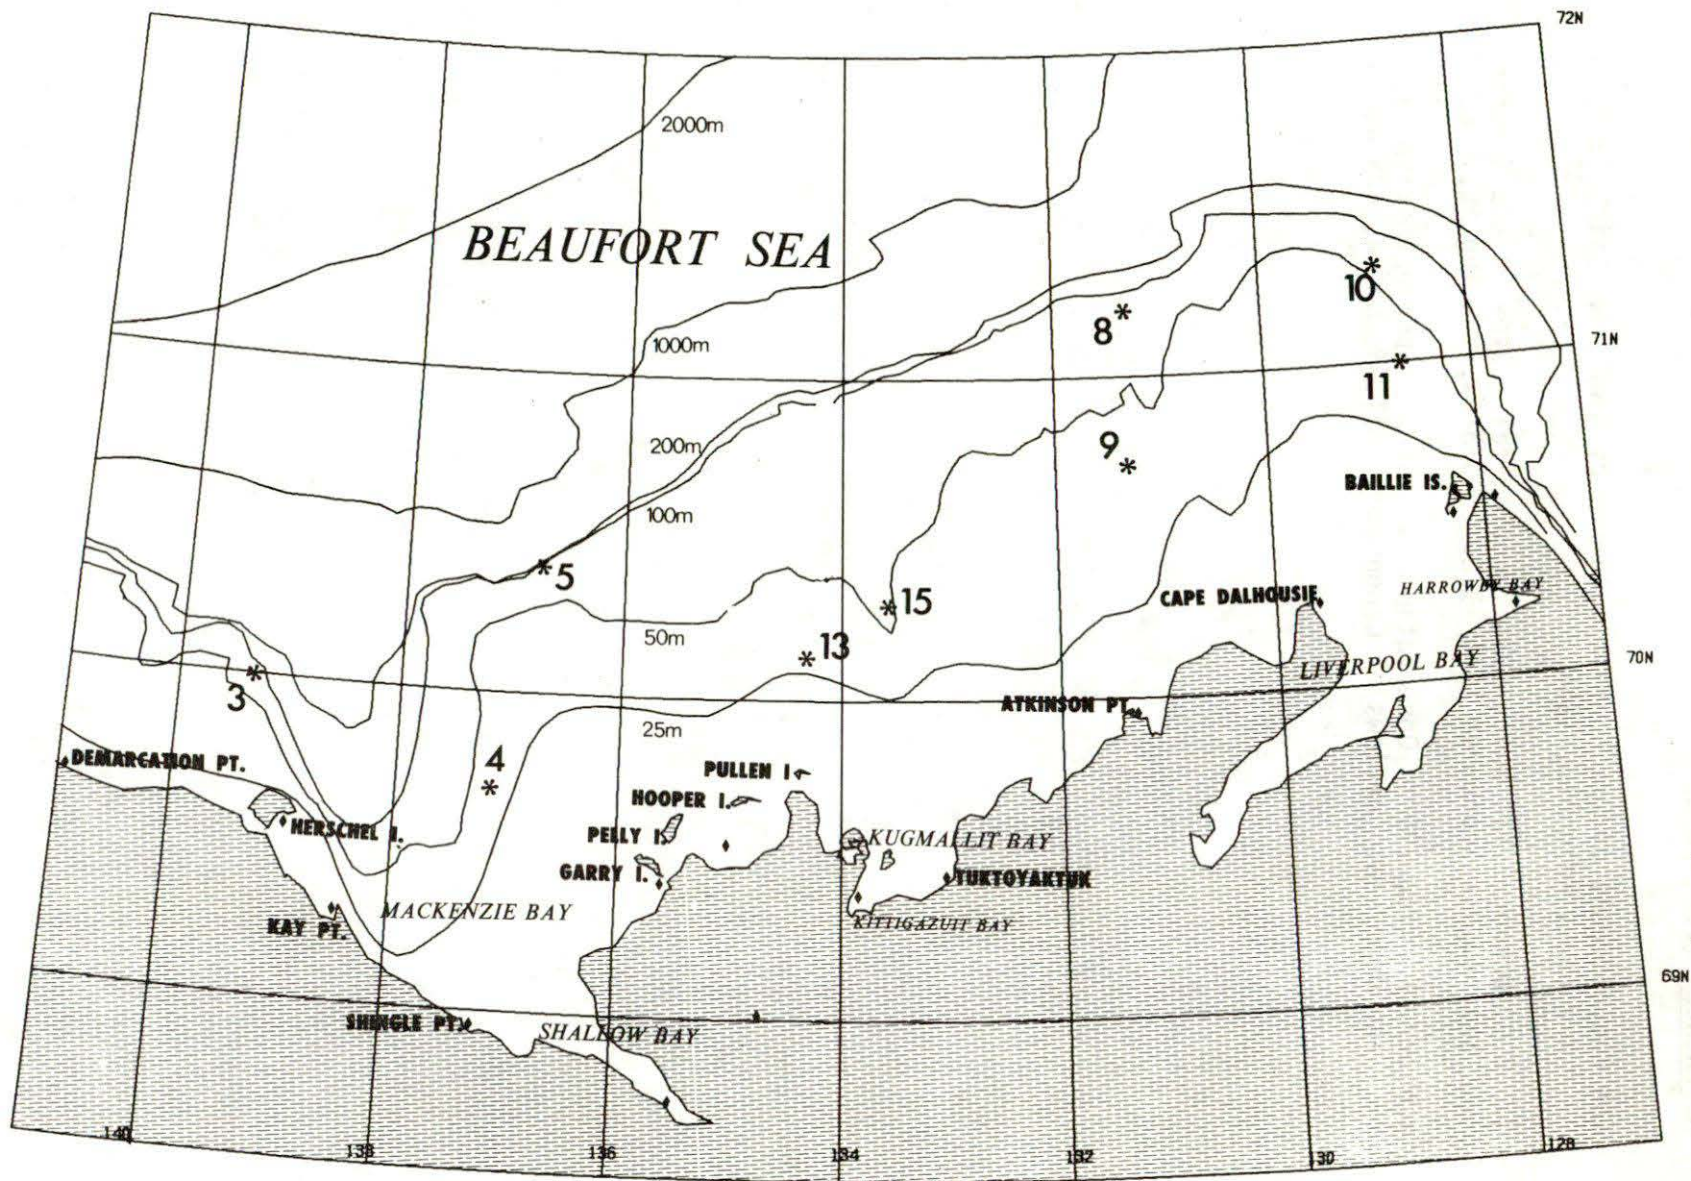 72N
2000m
BEAUFORT SEA
10
8
1000m
71N
11
200m
9
BAILLIE IS.
100m
5
HARROWBY BAY
CAPE DALHOUSIE
15
50m
13
70N
LIVERPOOL BAY
3
ATKINSON PT.
25m
DEMARCATION PT.
4
PULLEN I
HOOPER I.
HERSCHEL I.
PELLY I.
KUGMALLIT BAY
GARRY I.
TUKTOYAKTUK
MACKENZIE BAY
KAY PT.
KITTIGAZUIT BAY
69N
SHINGLE PT.
SHALLOW BAY
140
138
136
134
132
130
128